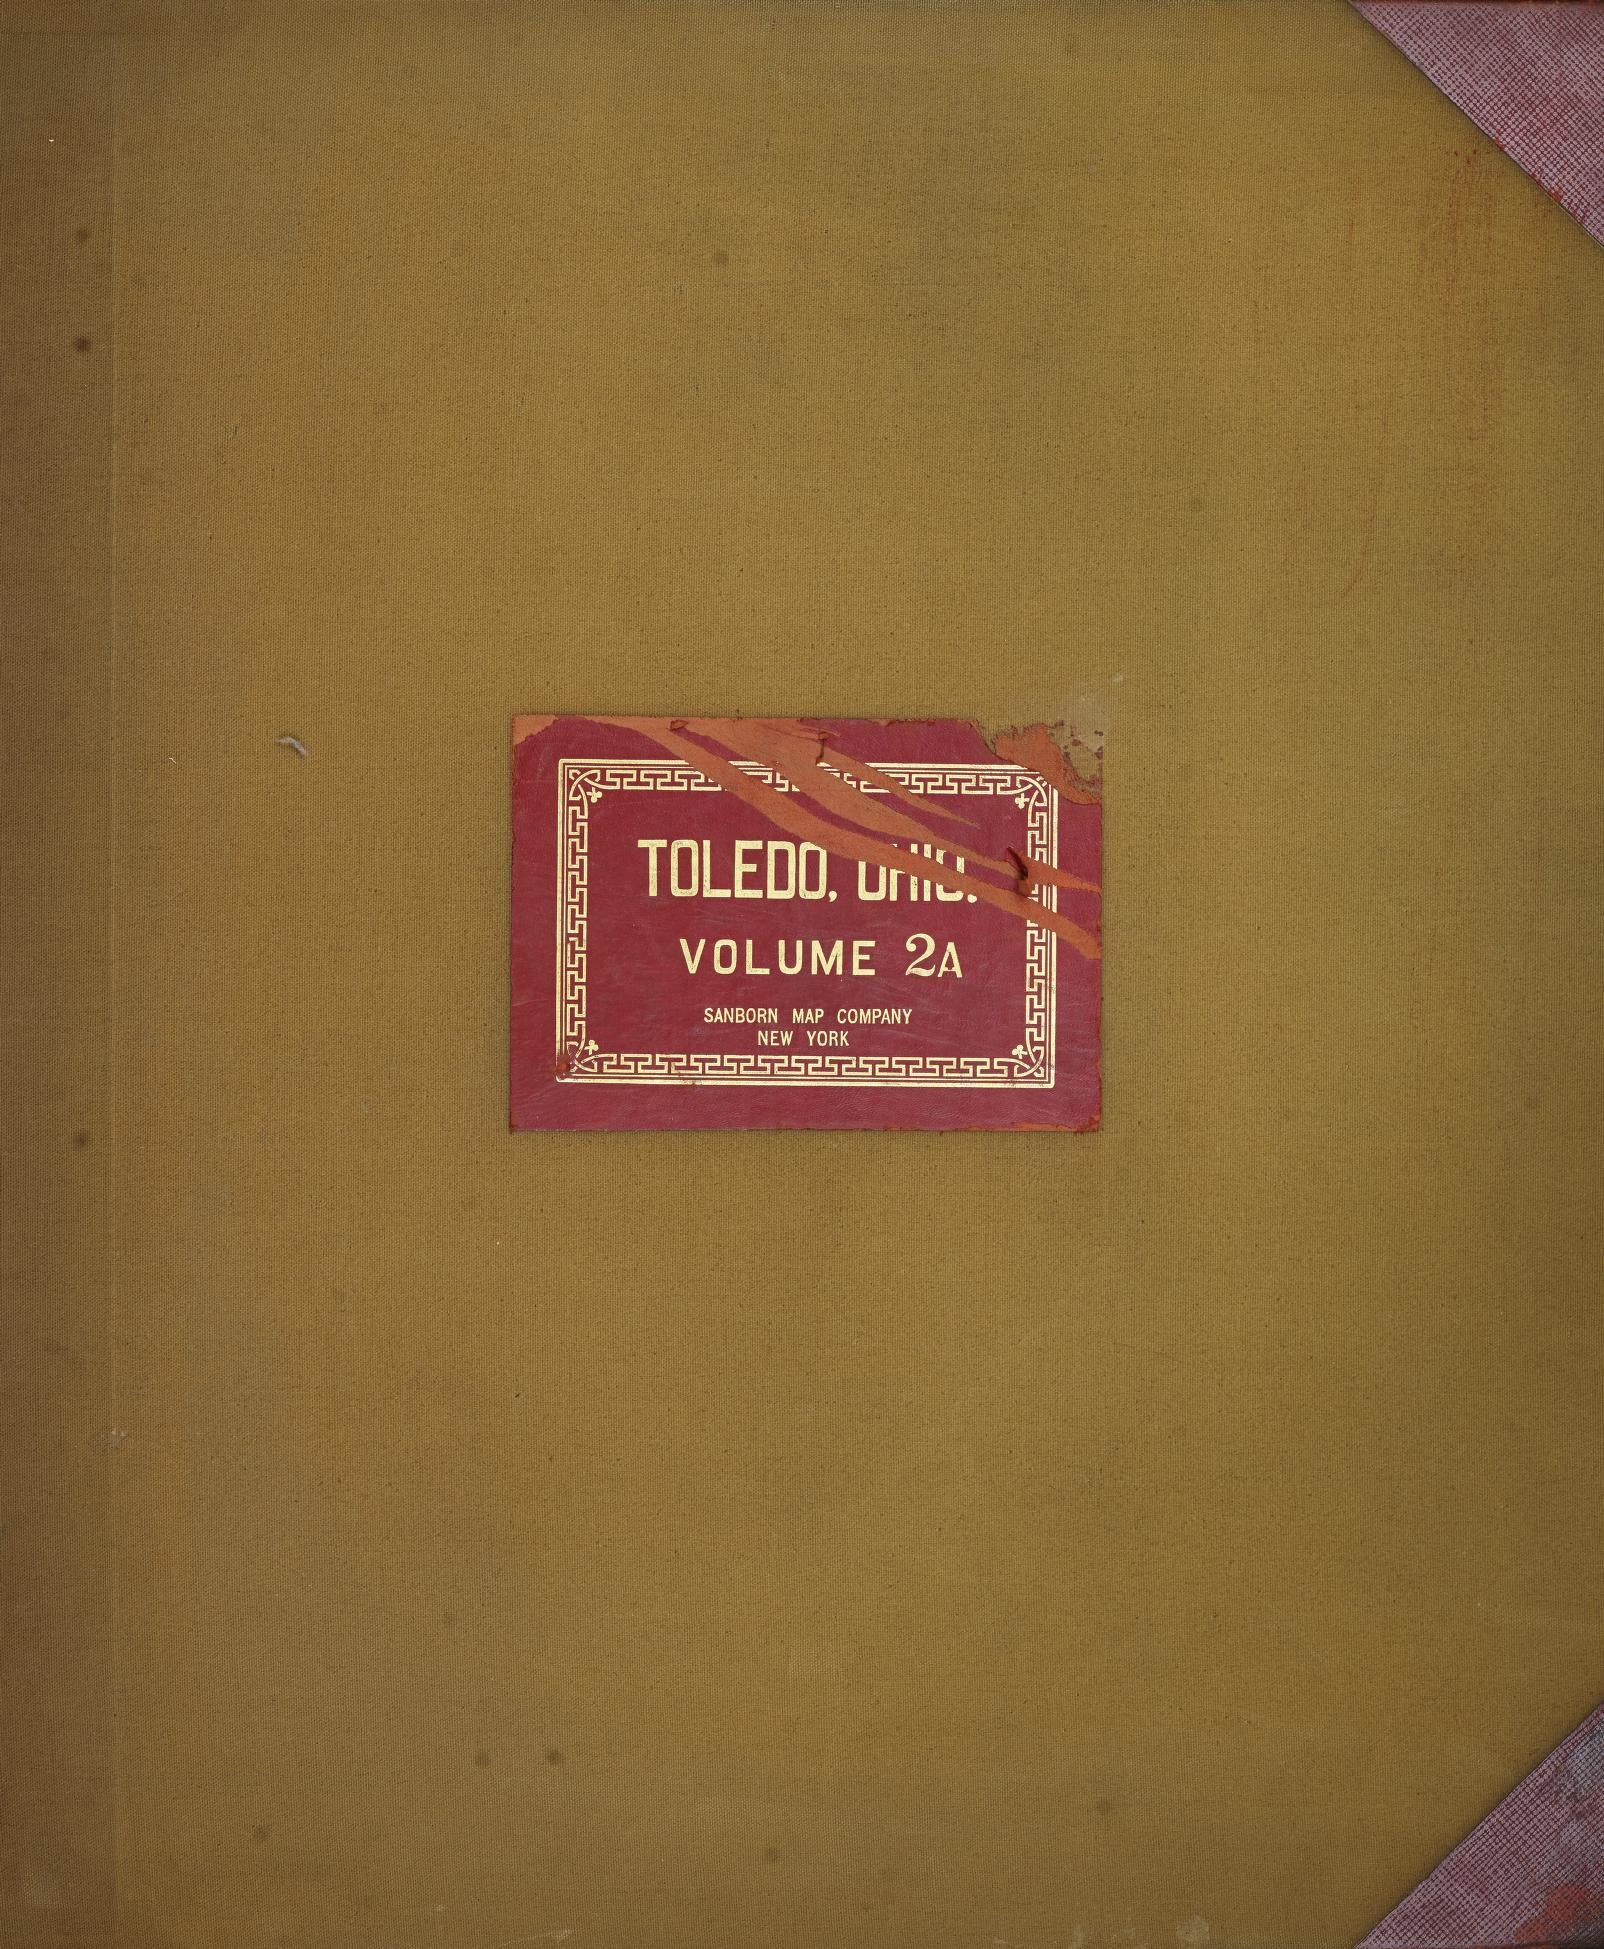 TOLEDO, OHIO.
VOLUME 2A
SANBORN MAP COMPANY
NEW YORK